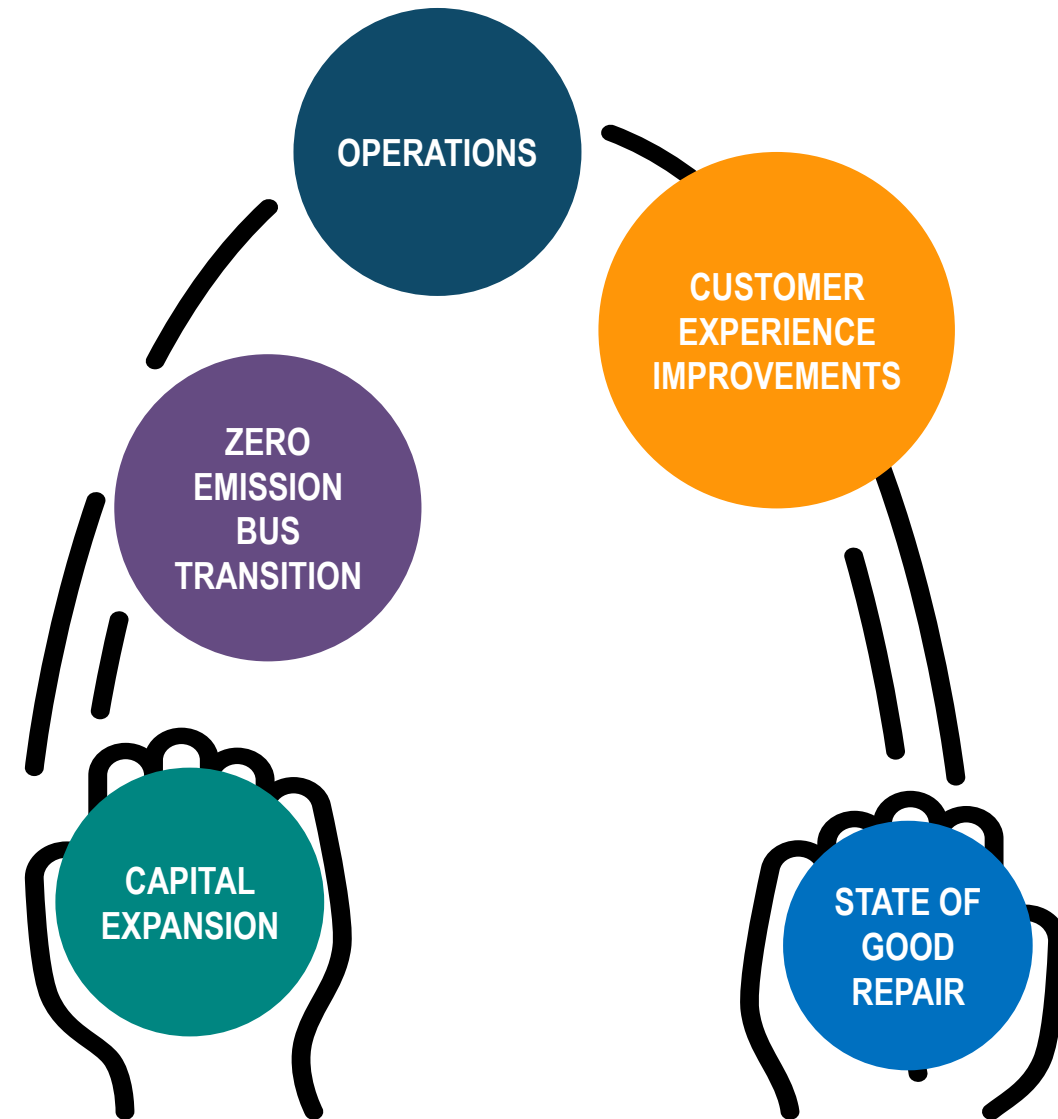 OPERATIONS
CUSTOMER
EXPERIENCE
IMPROVEMENTS
ZERO
EMISSION
BUS
TRANSITION
CAPITAL
EXPANSION
STATE OF
GOOD
REPAIR